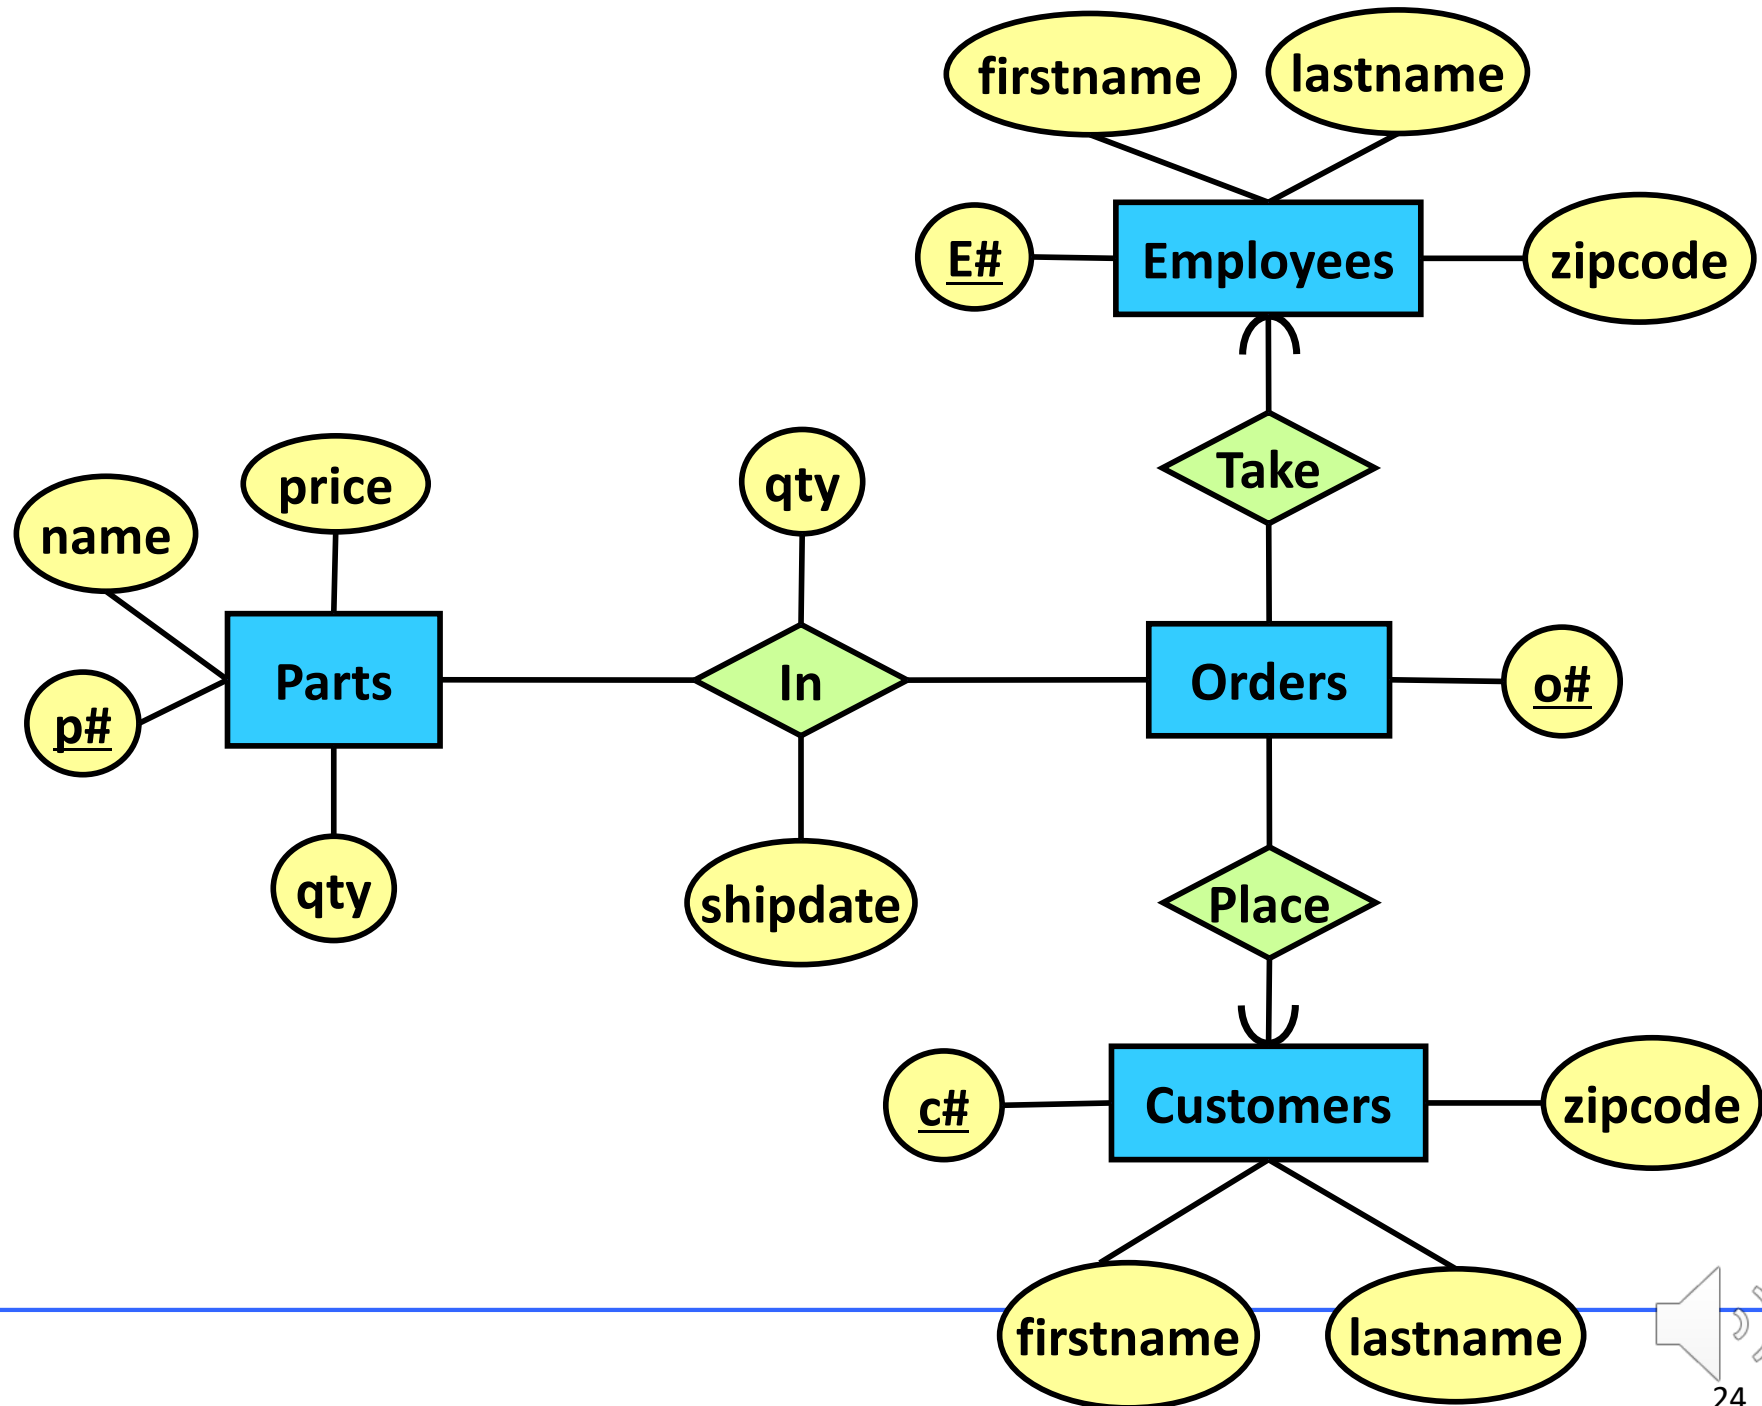 firstname
lastname
E#
Employees
zipcode
Take
price
qty
name
Parts
In
Orders
o#
p#
qty
shipdate
Place
c#
Customers
zipcode
firstname
lastname
24